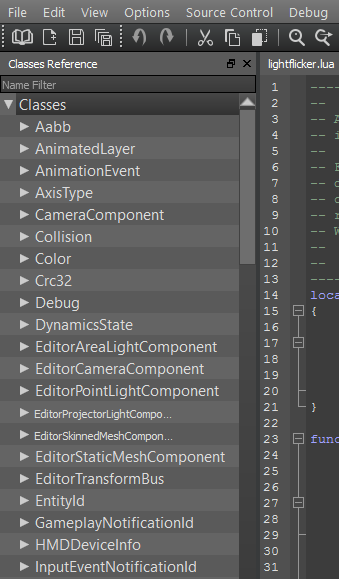 File Edit View Options Source Control Debug
Classes Reference
lightflicker.lua
Name Filter
Classes
Aabb
AnimatedLayer
AnimationEvent
AxisType
CameraComponent
Collision
Color
Crc32
Debug
DynamicsState
EditorAreaLightComponent
EditorCameraComponent
EditorPointLightComponent
EditorProjectorLightCompo...
EditorSkinnedMeshCompon...
EditorStaticMeshComponent
EditorTransformBus
EntityId
GameplayNotificationId
HMDDeviceInfo
InputEventNotificationId
1 ----
2 --
3 -- A
4 -- i
5 --
6 --
7 -- c
8 -- c
9 -- r
10 -- W
11 --
12 --
13 ----
14 loca
15 {
16
17
18
19
20
21 }
22
23 func
24
25
26
27
28
29
30
31